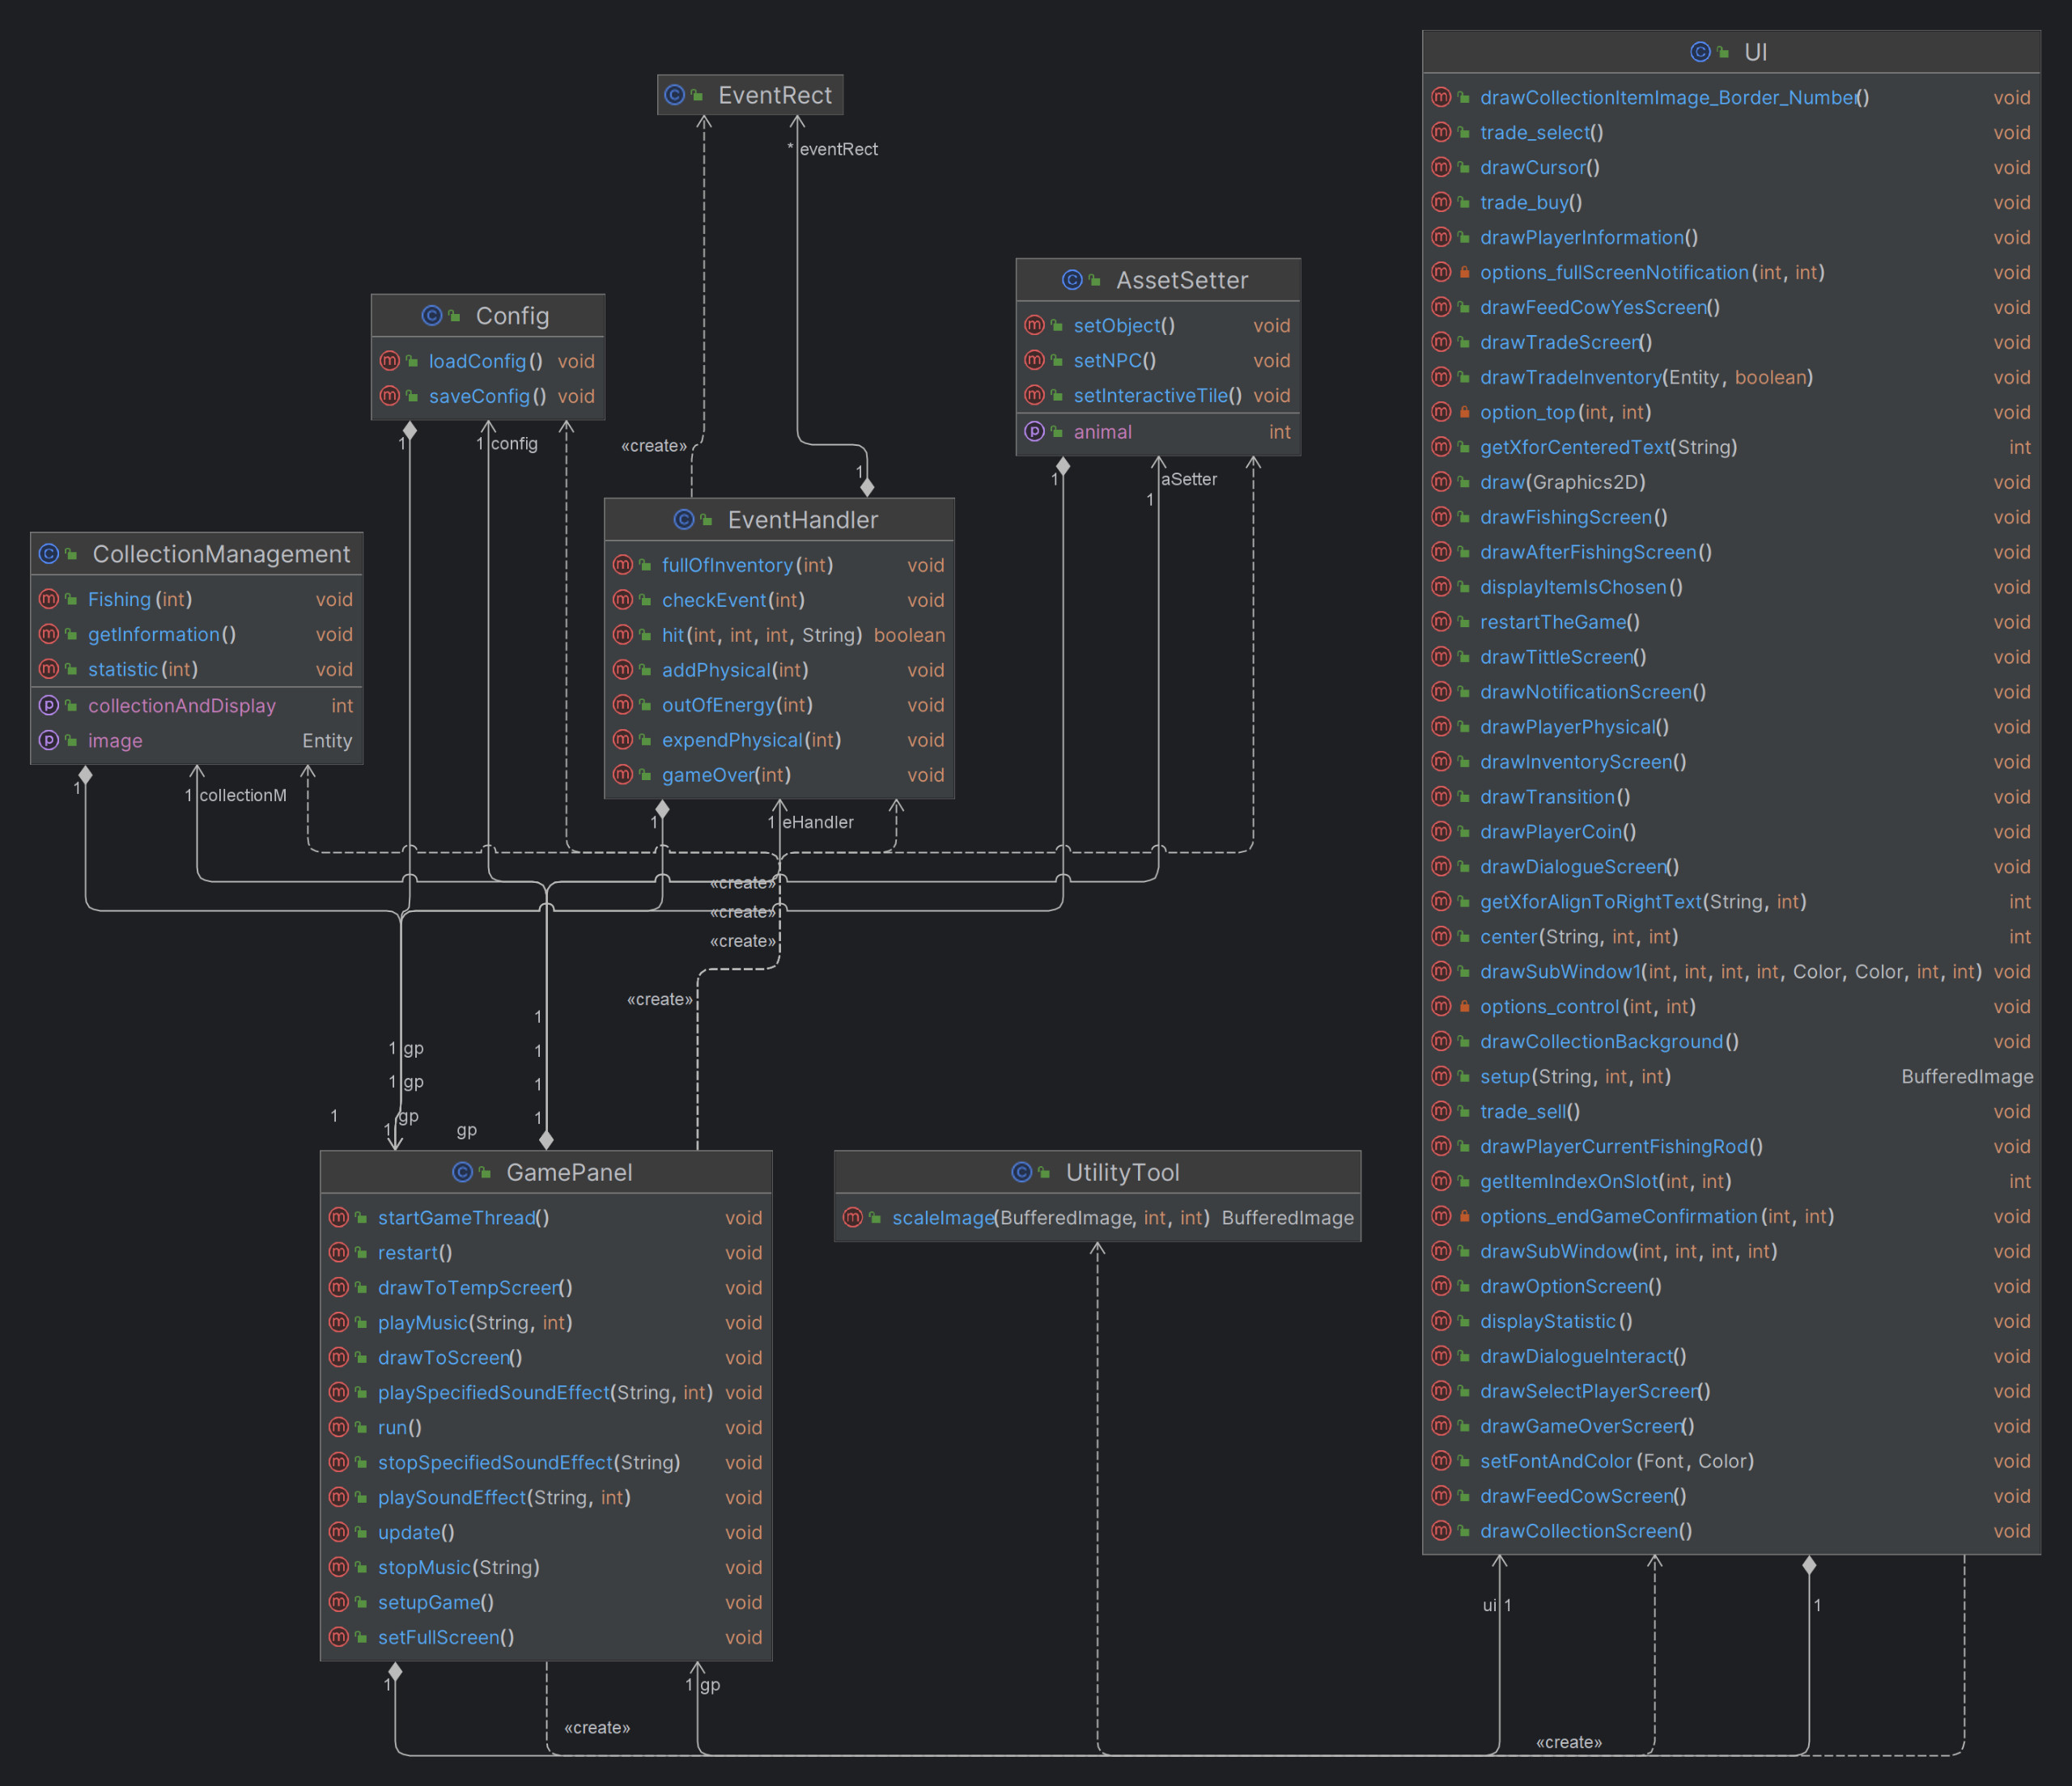 EventRect
* eventRect
«create»
1
Config
loadConfig() void
saveConfig() void
1
1 config
AssetSetter
setObject() void
setNPC() void
setInteractiveTile() void
animal int
1
aSetter
1
EventHandler
fullOfInventory(int) void
checkEvent(int) void
hit(int, int, int, String) boolean
addPhysical(int) void
outOfEnergy(int) void
expendPhysical(int) void
gameOver(int) void
1
1 eHandler
CollectionManagement
Fishing(int) void
getInformation() void
statistic(int) void
collectionAndDisplay int
image Entity
1
1 collectionM
«create»
«create»
«create»
«create»
1 gp
1 gp
1 gp
1 gp
1
1
1
1
GamePanel
startGameThread() void
restart() void
drawToTempScreen() void
playMusic(String, int) void
drawToScreen() void
playSpecifiedSoundEffect(String, int) void
run() void
stopSpecifiedSoundEffect(String) void
playSoundEffect(String, int) void
update() void
stopMusic(String) void
setupGame() void
setFullScreen() void
1
1 gp
«create»
UtilityTool
scaleImage(BufferedImage, int, int) BufferedImage
UI
drawCollectionItemImage_Border_Number() void
trade_select() void
drawCursor() void
trade_buy() void
drawPlayerInformation() void
options_fullScreenNotification(int, int) void
drawFeedCowYesScreen() void
drawTradeScreen() void
drawTradeInventory(Entity, boolean) void
option_top(int, int) void
getXforCenteredText(String) int
draw(Graphics2D) void
drawFishingScreen() void
drawAfterFishingScreen() void
displayItemIsChosen() void
restartTheGame() void
drawTittleScreen() void
drawNotificationScreen() void
drawPlayerPhysical() void
drawInventoryScreen() void
drawTransition() void
drawPlayerCoin() void
drawDialogueScreen() void
getXforAlignToRightText(String, int) int
center(String, int, int) int
drawSubWindow1(int, int, int, int, Color, Color, int, int) void
options_control(int, int) void
drawCollectionBackground() void
setup(String, int, int) BufferedImage
trade_sell() void
drawPlayerCurrentFishingRod() void
getItemIndexOnSlot(int, int) int
options_endGameConfirmation(int, int) void
drawSubWindow(int, int, int, int) void
drawOptionScreen() void
displayStatistic() void
drawDialogueInteract() void
drawSelectPlayerScreen() void
drawGameOverScreen() void
setFontAndColor(Font, Color) void
drawFeedCowScreen() void
drawCollectionScreen() void
ui 1
1
«create»